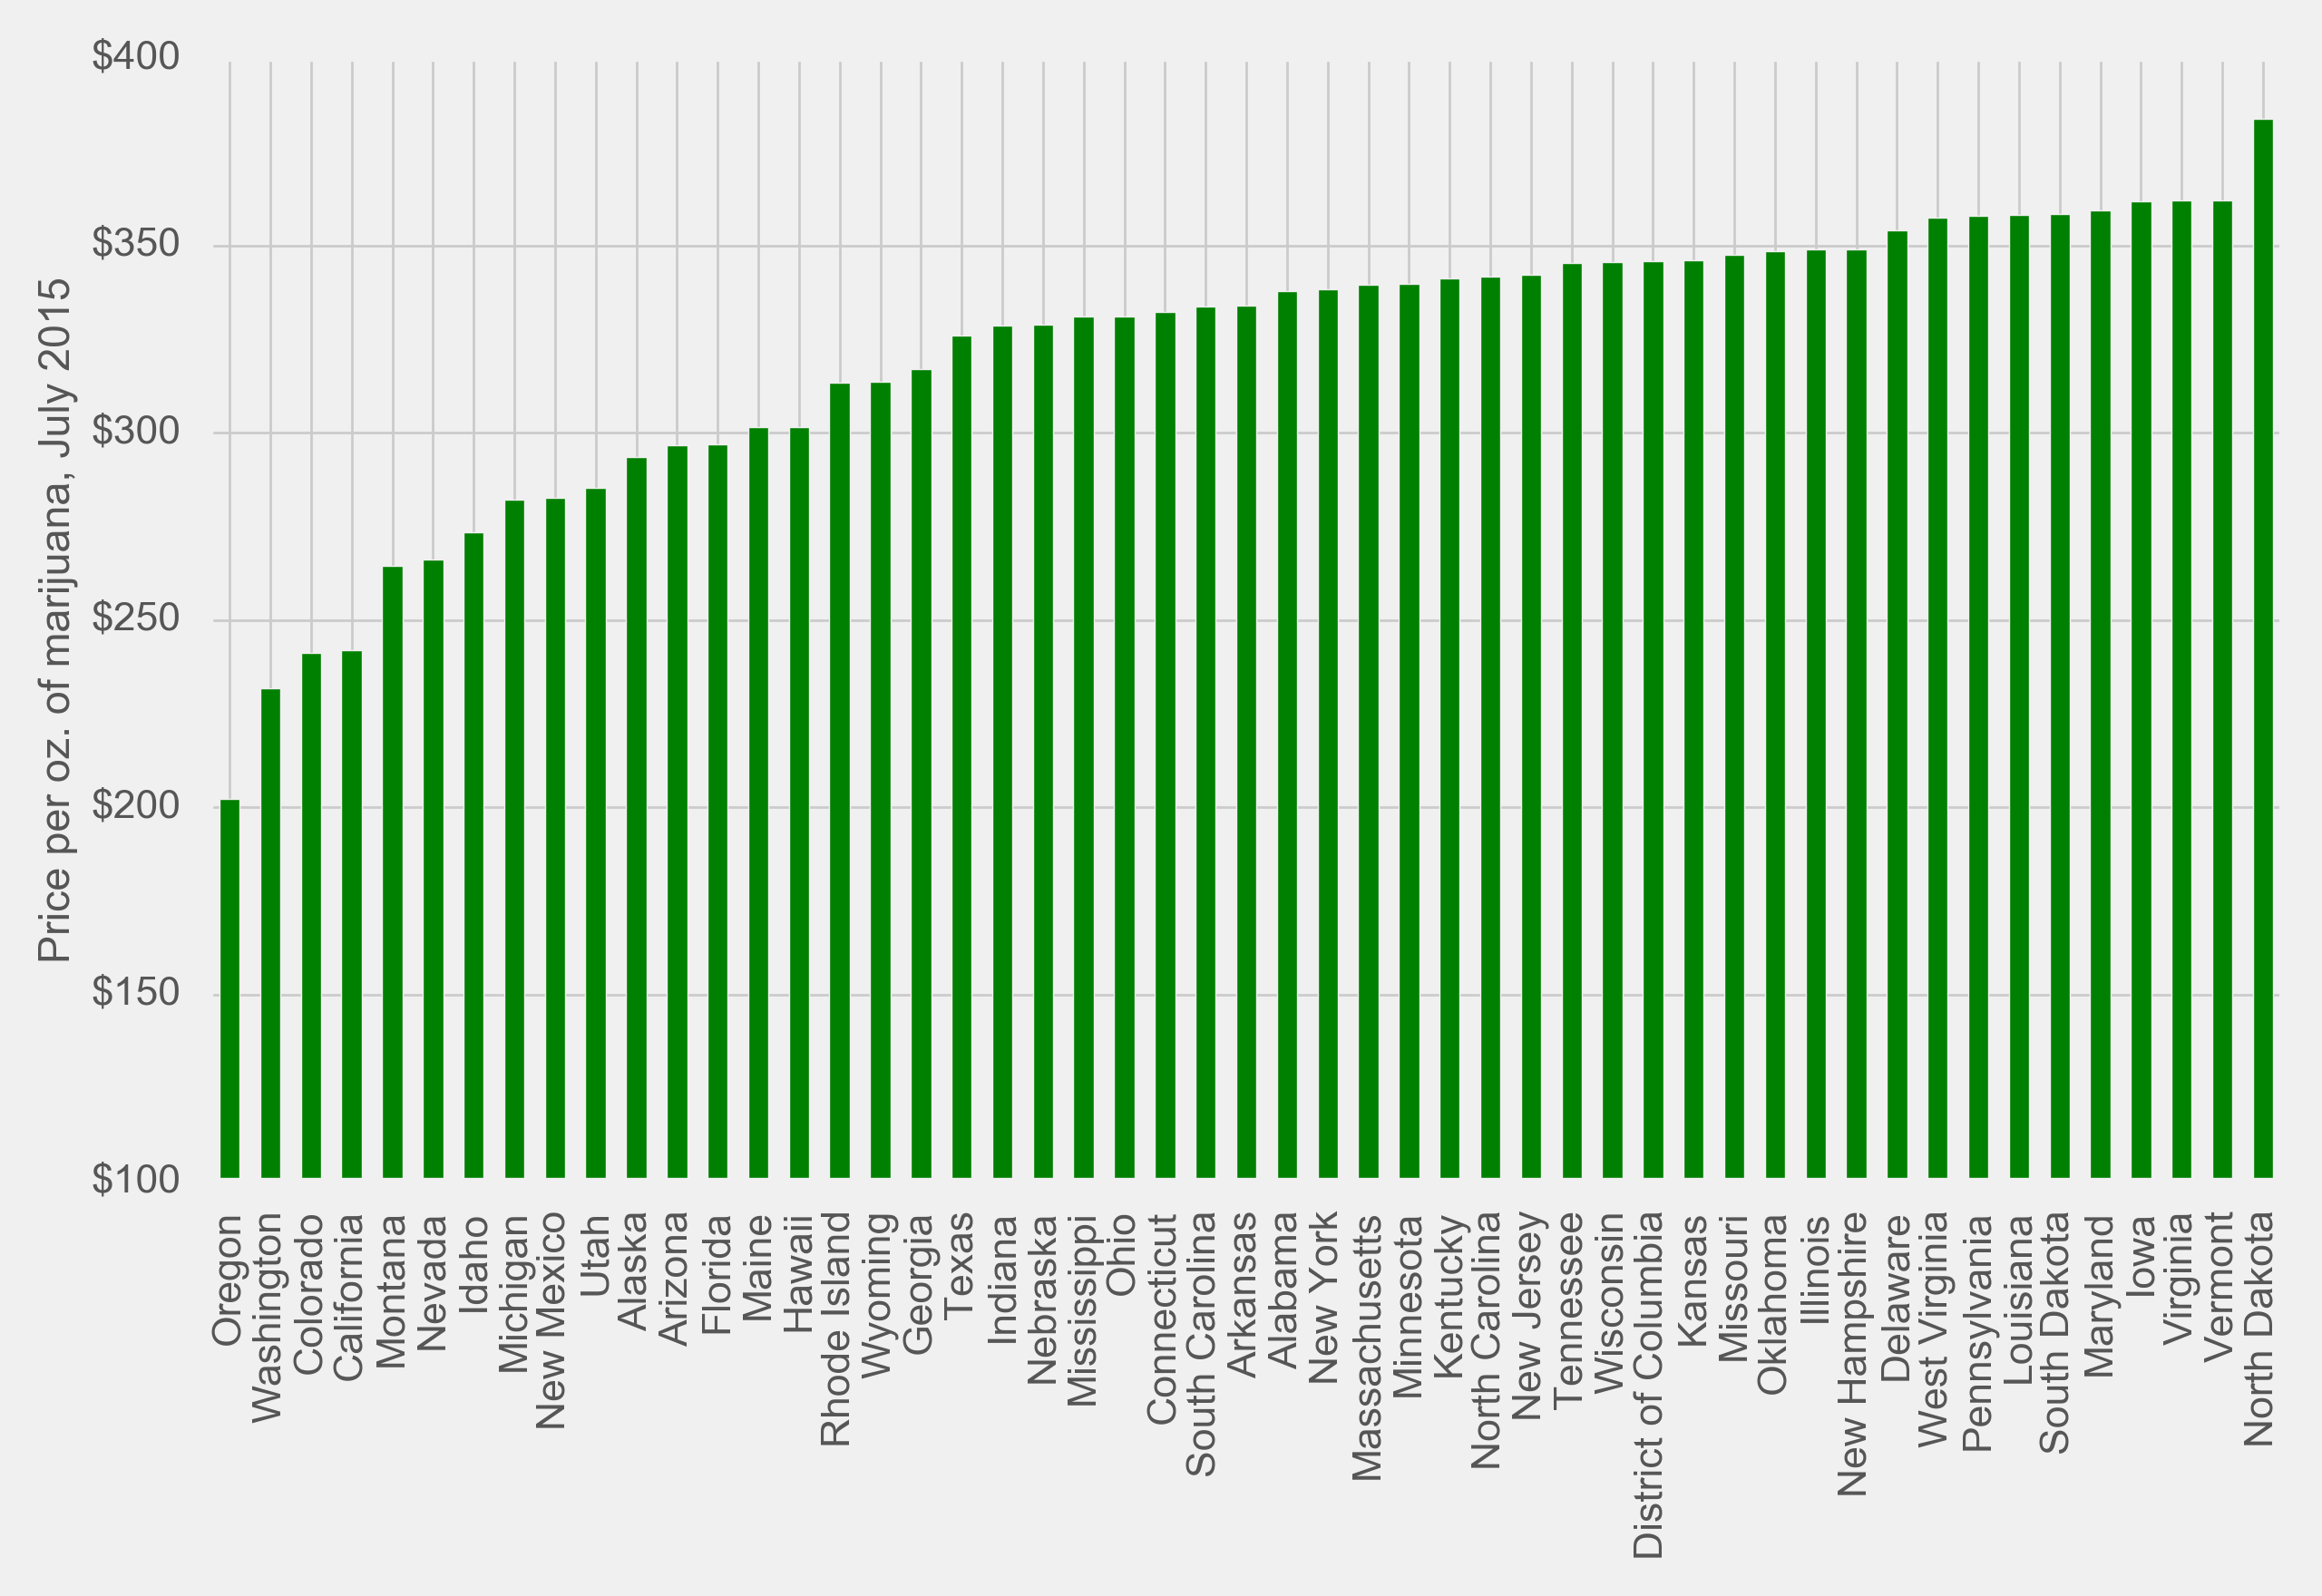 $400
$350
$300
$250
$200
$150
$100
Price per oz. of marijuana, July 2015
Oregon
Washington
Colorado
California
Montana
Nevada
Idaho
Michigan
New Mexico
Utah
Alaska
Arizona
Florida
Maine
Hawaii
Rhode Island
Wyoming
Georgia
Texas
Indiana
Nebraska
Mississippi
Ohio
Connecticut
South Carolina
Arkansas
Alabama
New York
Massachusetts
Minnesota
Kentucky
North Carolina
New Jersey
Tennessee
Wisconsin
District of Columbia
Kansas
Missouri
Oklahoma
Illinois
New Hampshire
Delaware
West Virginia
Pennsylvania
Louisiana
South Dakota
Maryland
Iowa
Virginia
Vermont
North Dakota